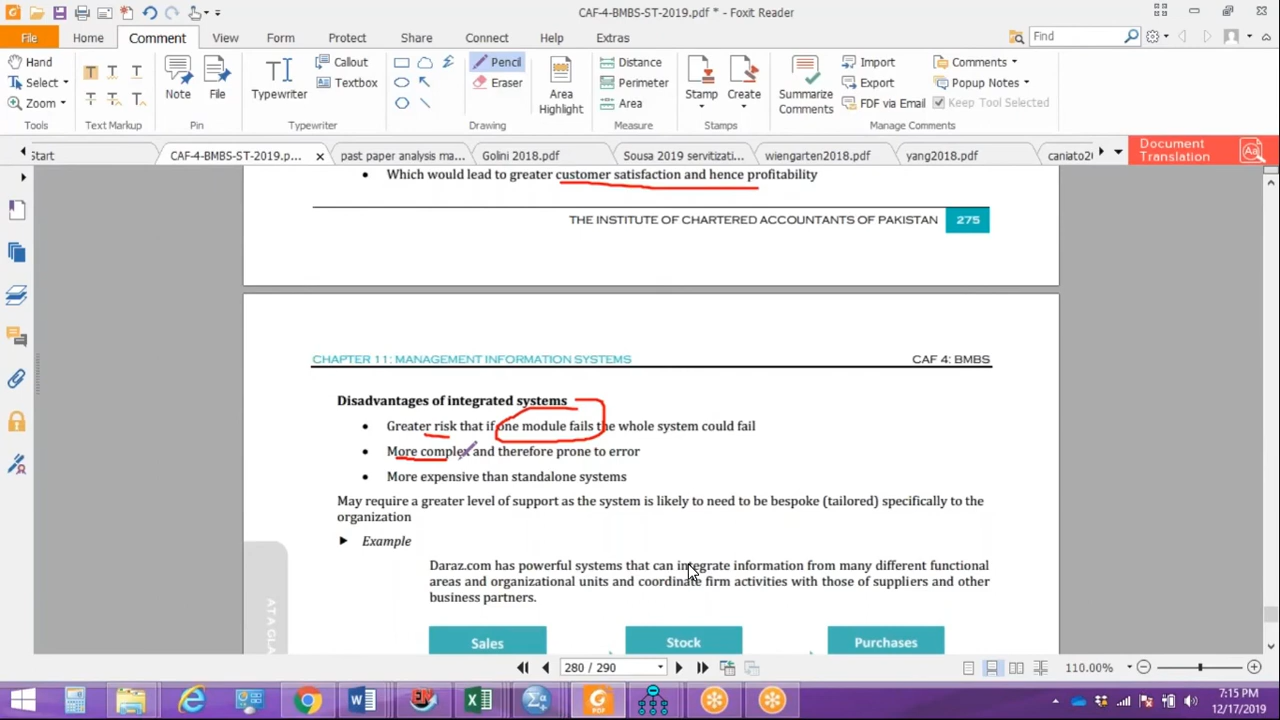 CAF-4-BMBS-ST-2019.pdf * - Foxit Reader
File Home Comment View Form Protect Share Connect Help Extras Find
Hand Select Zoom Tools
Text Markup
Note File Pin
Typewriter Callout Textbox Typewriter
Pencil Eraser Area Highlight Drawing
Distance Perimeter Area Measure
Stamp Create Stamps
Summarize Comments Import Export FDF via Email Comments Popup Notes Keep Tool Selected Manage Comments
Start CAF-4-BMBS-ST-2019.p... past paper analysis ma... Golini 2018.pdf Sousa 2019 servitizati... wiengarten2018.pdf yang2018.pdf caniato20 Document Translation
• Which would lead to greater customer satisfaction and hence profitability
THE INSTITUTE OF CHARTERED ACCOUNTANTS OF PAKISTAN 275
CHAPTER 11: MANAGEMENT INFORMATION SYSTEMS CAF 4: BMBS
Disadvantages of integrated systems
• Greater risk that if one module fails the whole system could fail
• More complex and therefore prone to error
• More expensive than standalone systems
May require a greater level of support as the system is likely to need to be bespoke (tailored) specifically to the
organization
Example
Daraz.com has powerful systems that can integrate information from many different functional
areas and organizational units and coordinate firm activities with those of suppliers and other
business partners.
AT A GL
Sales Stock Purchases
280 / 290 110.00%
7:15 PM
12/17/2019